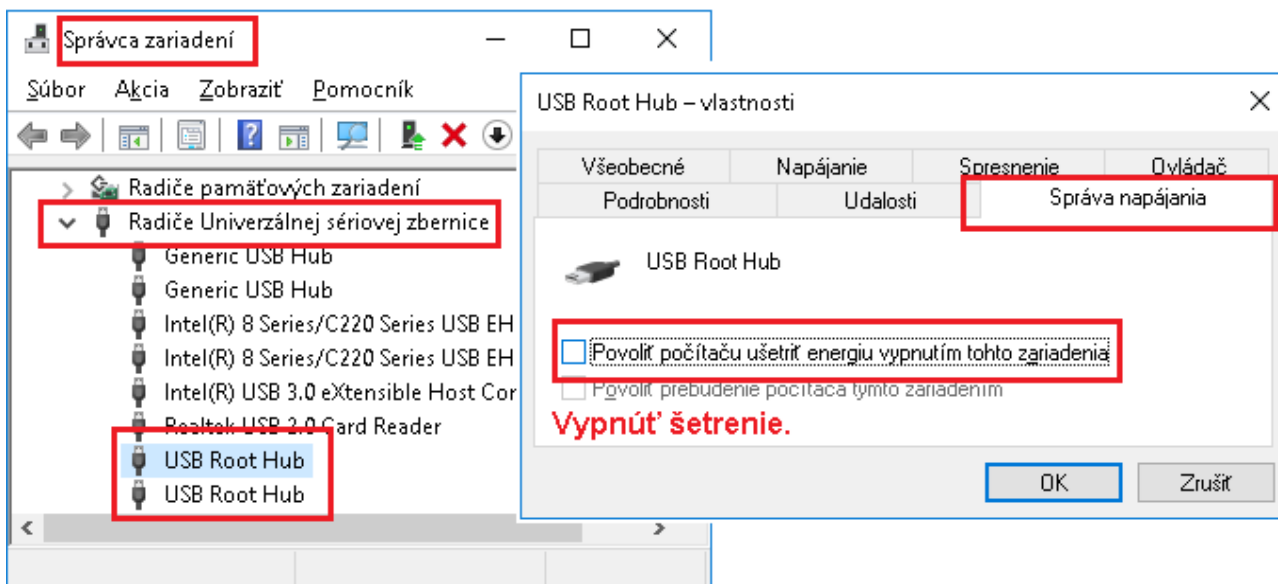 Správca zariadení
Súbor Akcia Zobraziť Pomocník
Radiče pamäťových zariadení
Radiče Univerzálnej sériovej zbernice
Generic USB Hub
Generic USB Hub
Intel(R) 8 Series/C220 Series USB EH
Intel(R) 8 Series/C220 Series USB EH
Intel(R) USB 3.0 eXtensible Host Cor
Realtek USB 2.0 Card Reader
USB Root Hub
USB Root Hub
USB Root Hub – vlastnosti
Všeobecné Napájanie Spresnenie Ovládač
Podrobnosti Udalosti Správa napájania
USB Root Hub
Povoliť počítaču ušetriť energiu vypnutím tohto zariadenia
Povoliť prebudenie počítača týmto zariadením
Vypnúť šetrenie.
OK Zrušiť